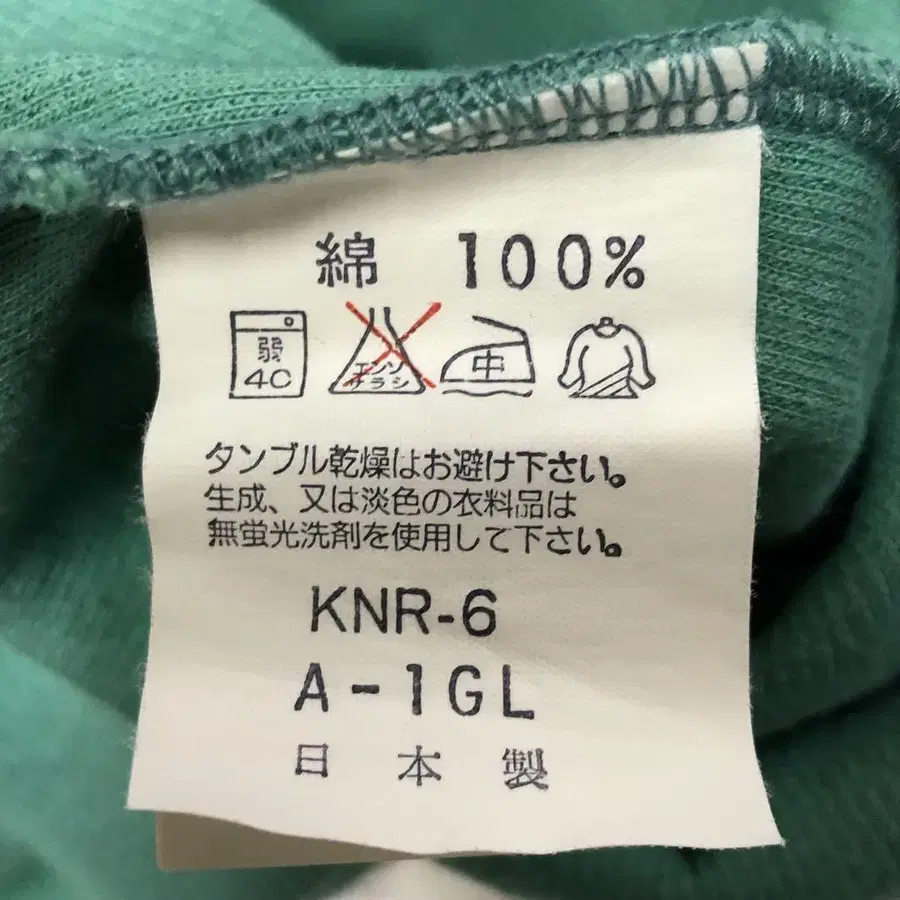 綿 100%
弱 40 エンソサラシ 中
タンブル乾燥はお避け下さい。
生成、又は淡色の衣料品は
無蛍光洗剤を使用して下さい。
KNR-6
A-1GL
日本製